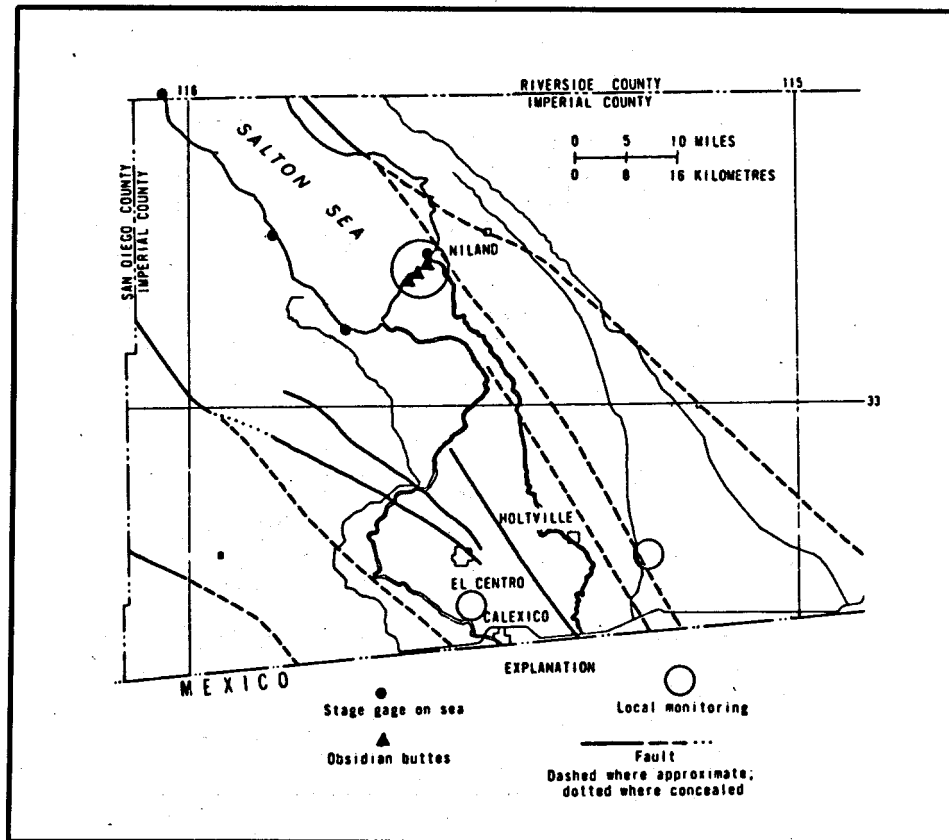 116
RIVERSIDE COUNTY
IMPERIAL COUNTY
115
0 5 10 MILES
0 8 16 KILOMETRES
SALTON SEA
SAN DIEGO COUNTY
IMPERIAL COUNTY
NILAND
33
HOLTVILLE
EL CENTRO
CALEXICO
MEXICO
EXPLANATION
Stage gage on sea
Local monitoring
Obsidian buttes
Fault
Dashed where approximate;
dotted where concealed